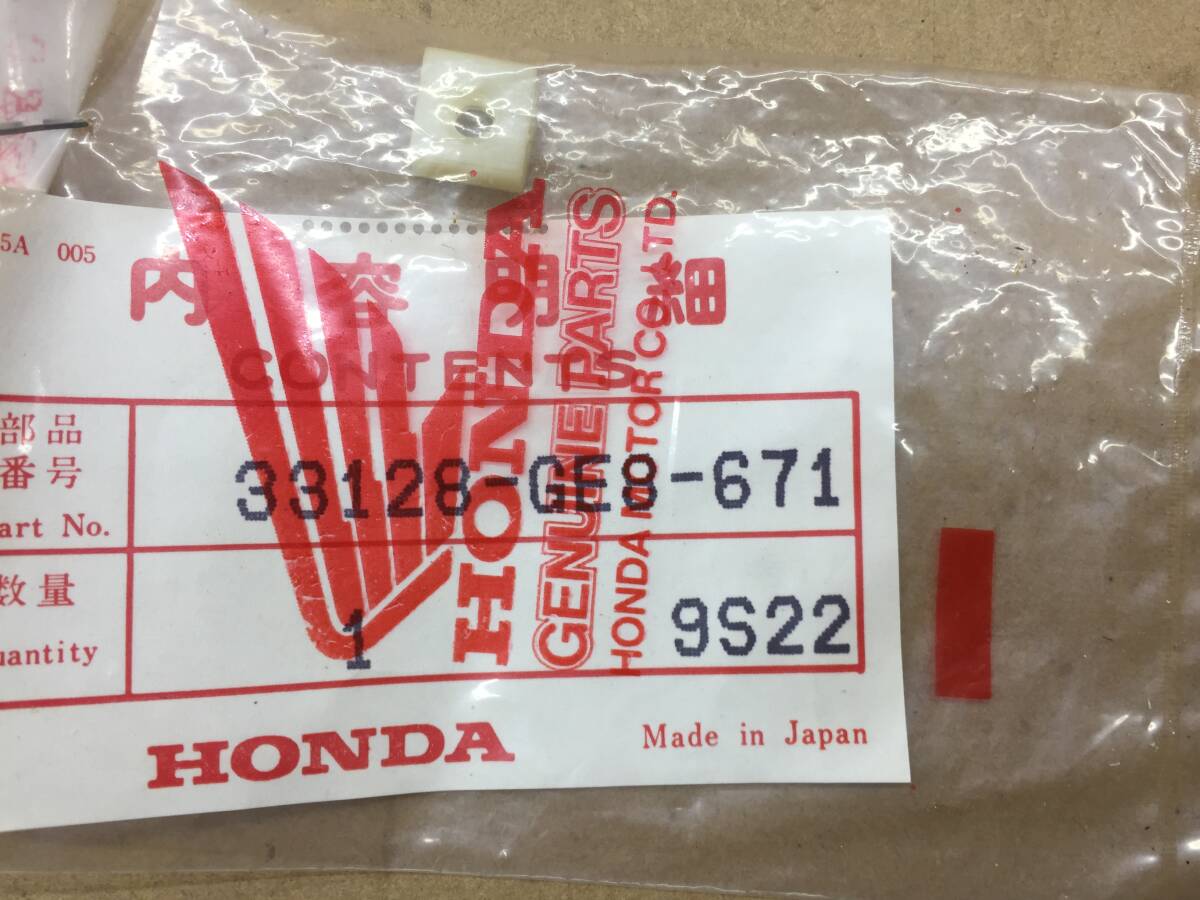 5A 005
内容明細
CONTENTS
部品
番号
art No.
33128-GE8-671
数量
uantity
1
9S22
HONDA
Made in Japan
HONDA
GENUINE PARTS
HONDA MOTOR CO.,LTD.